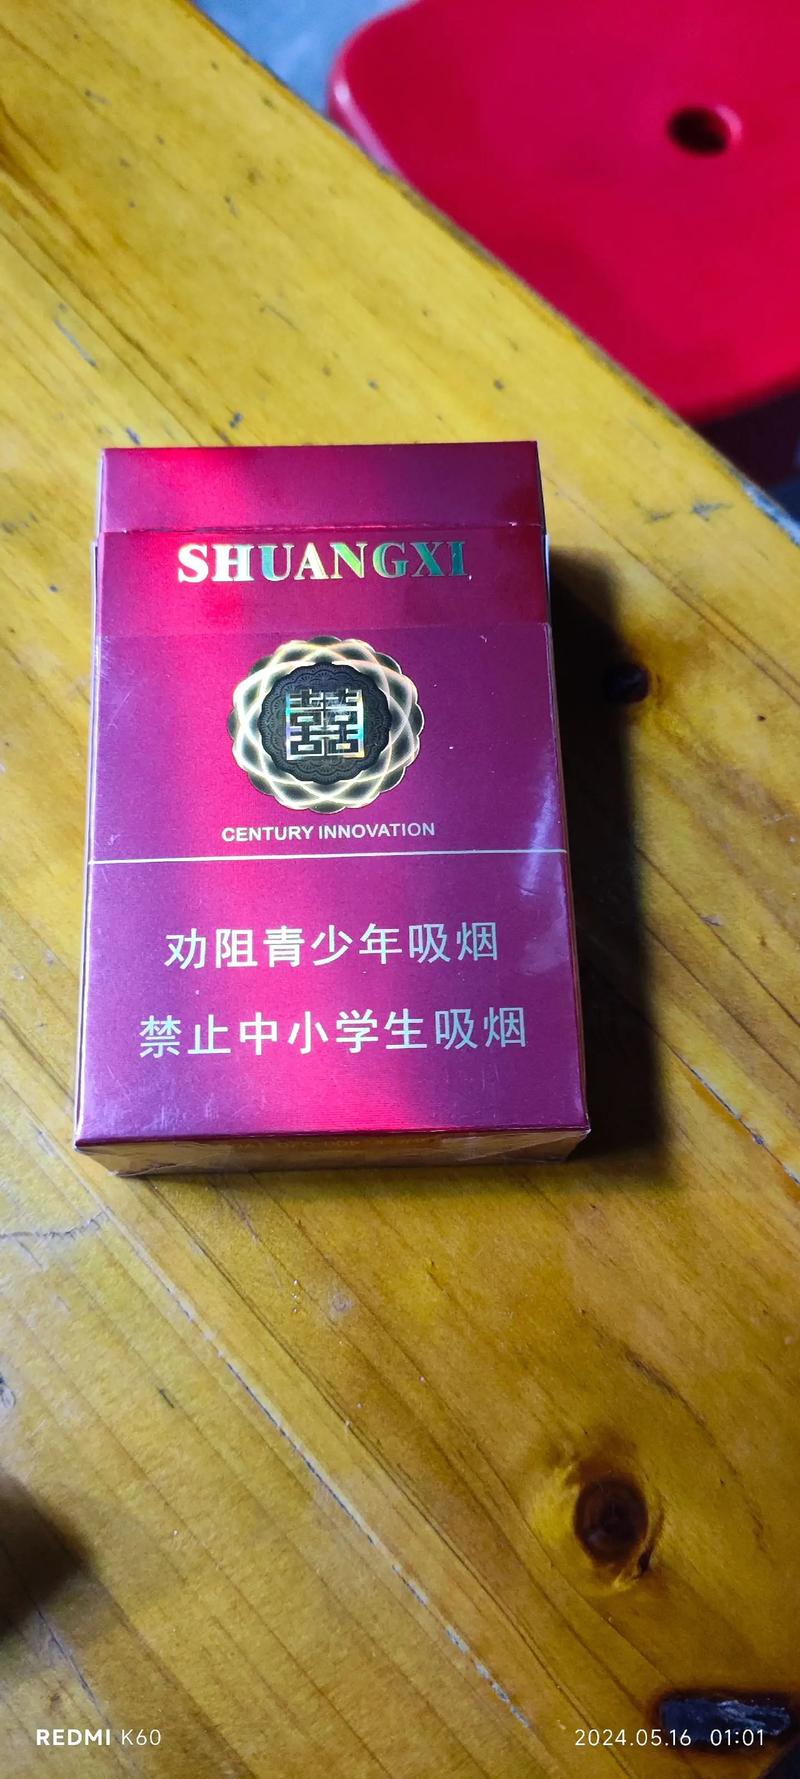 SHUANGXI
囍
CENTURY INNOVATION
劝阻青少年吸烟
禁止中小学生吸烟
REDMI K60
2024.05.16 01:01